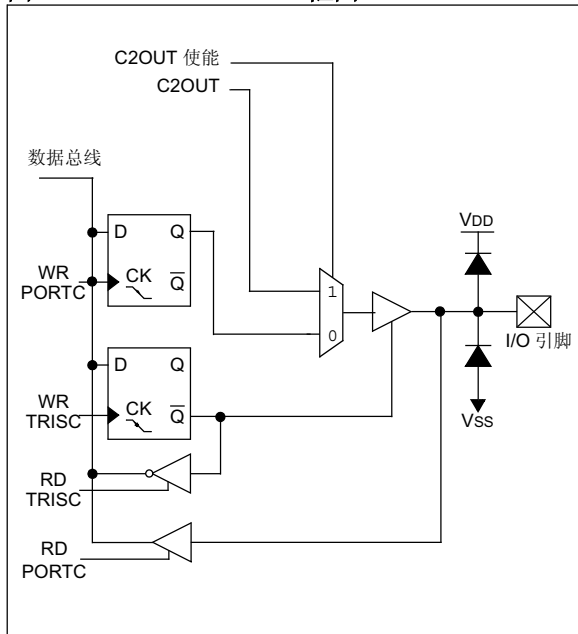 C2OUT 使能
C2OUT
数据总线
D Q
WR
PORTC
CK
Q
VDD
1
0
I/O 引脚
D Q
WR
TRISC
CK
Q
VSS
RD
TRISC
RD
PORTC